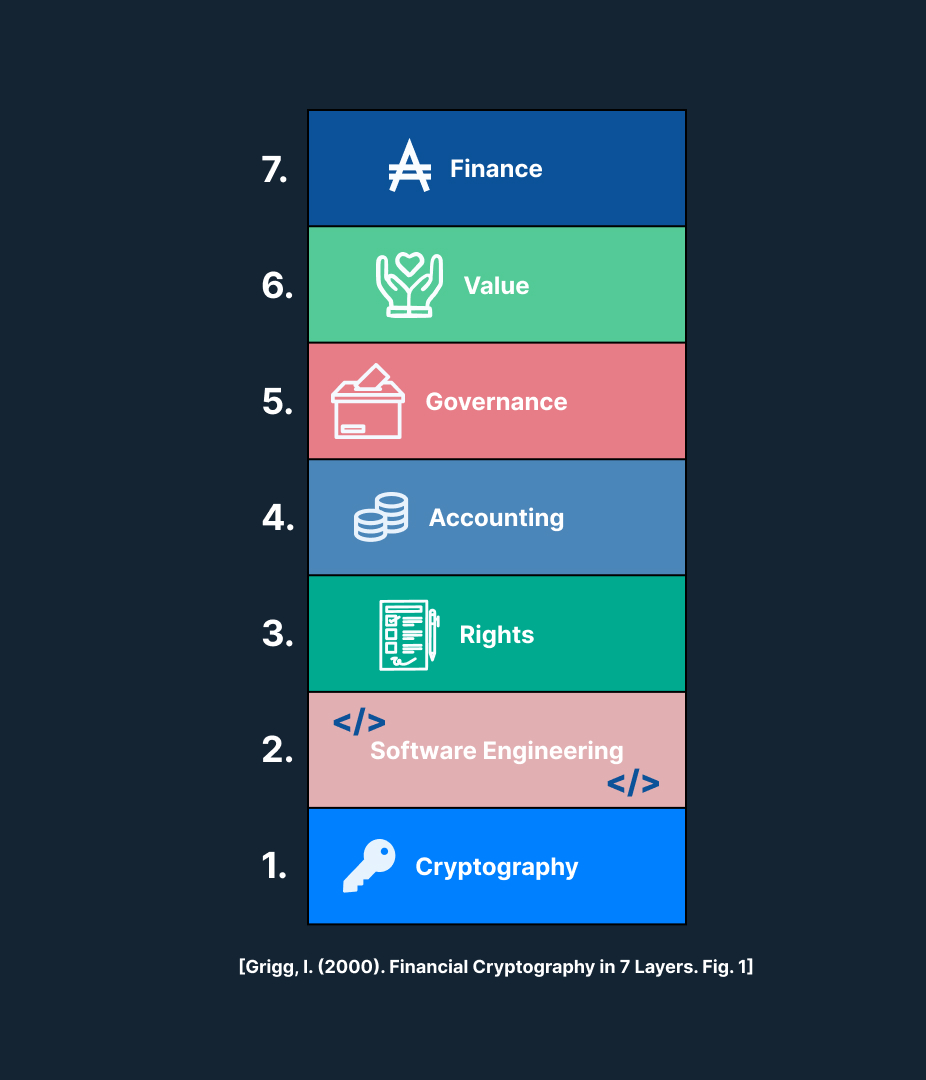 7.
Finance
6.
Value
5.
Governance
4.
Accounting
3.
Rights
2.
</>
Software Engineering
</>
1.
Cryptography
[Grigg, I. (2000). Financial Cryptography in 7 Layers. Fig. 1]